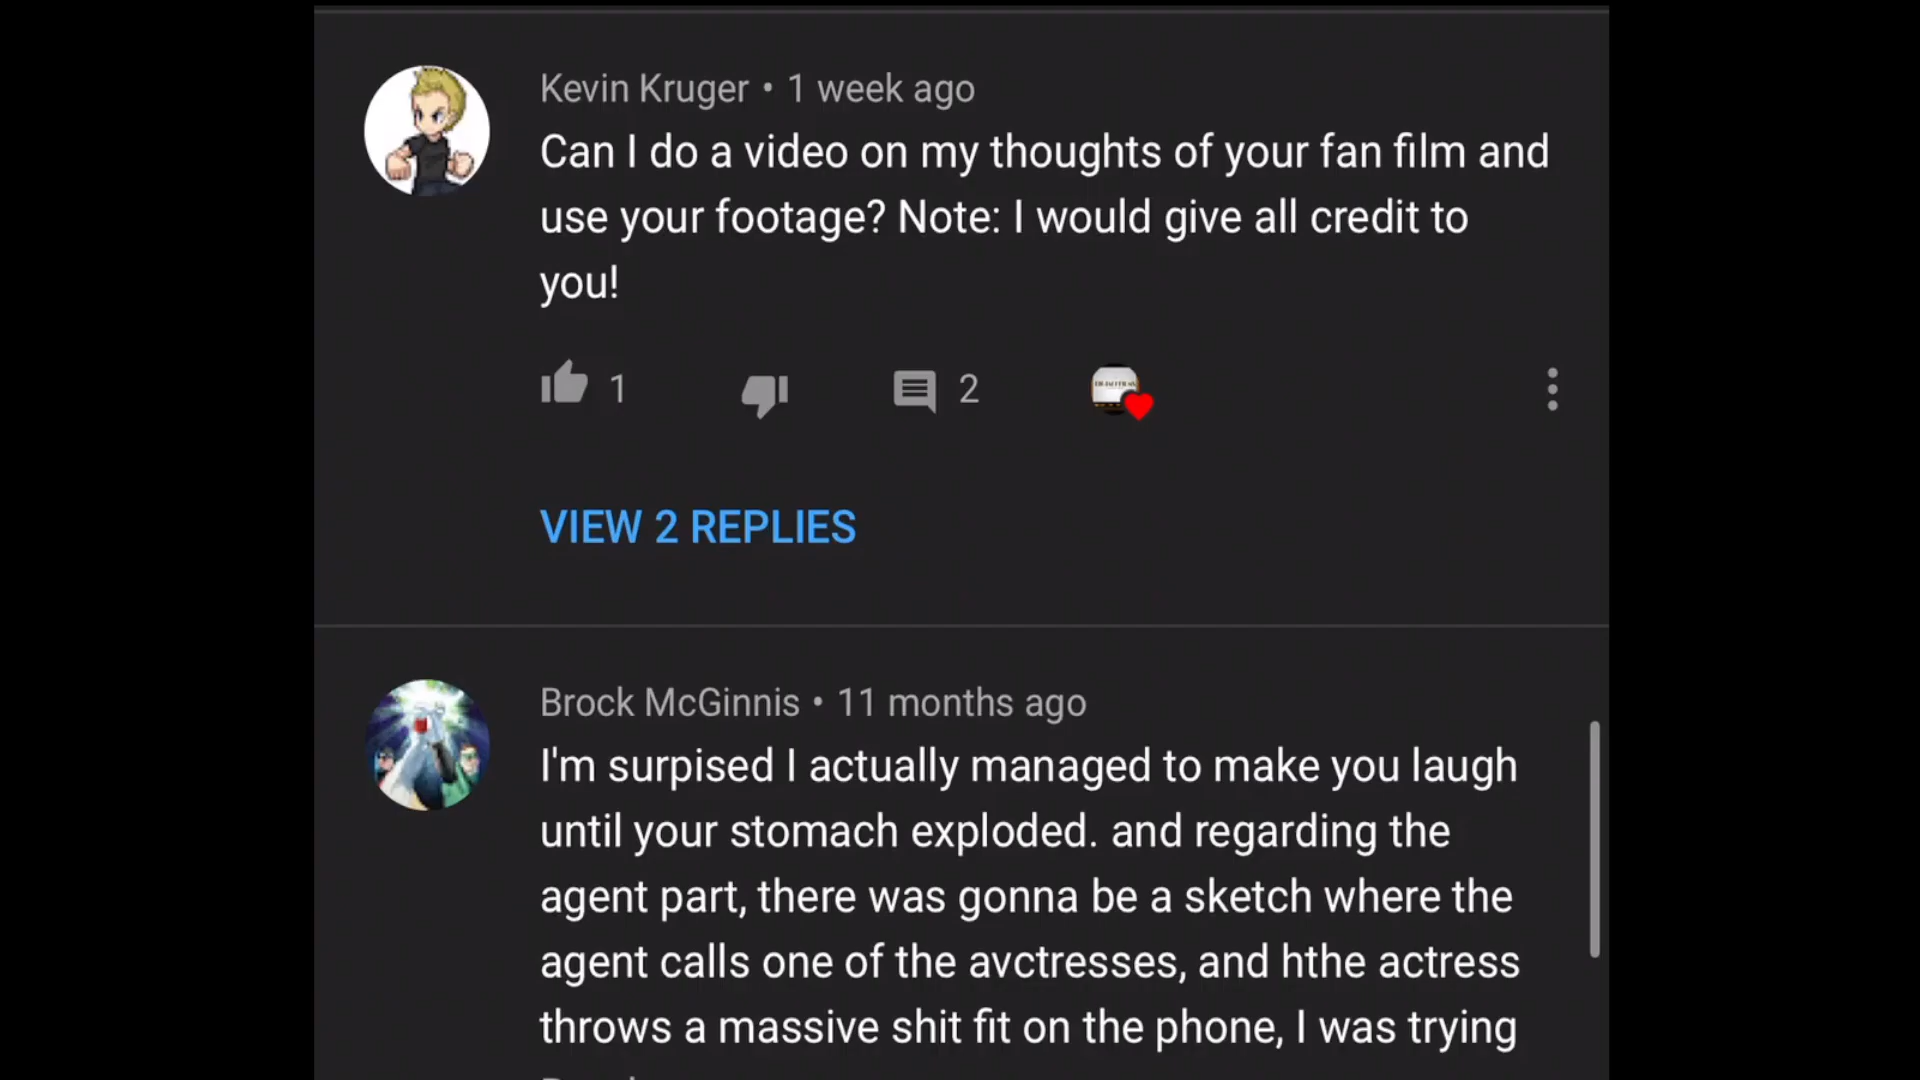 Kevin Kruger • 1 week ago
Can I do a video on my thoughts of your fan film and
use your footage? Note: I would give all credit to
you!
1
2
VIEW 2 REPLIES
Brock McGinnis • 11 months ago
I'm surpised I actually managed to make you laugh
until your stomach exploded. and regarding the
agent part, there was gonna be a sketch where the
agent calls one of the avctresses, and hthe actress
throws a massive shit fit on the phone, I was trying